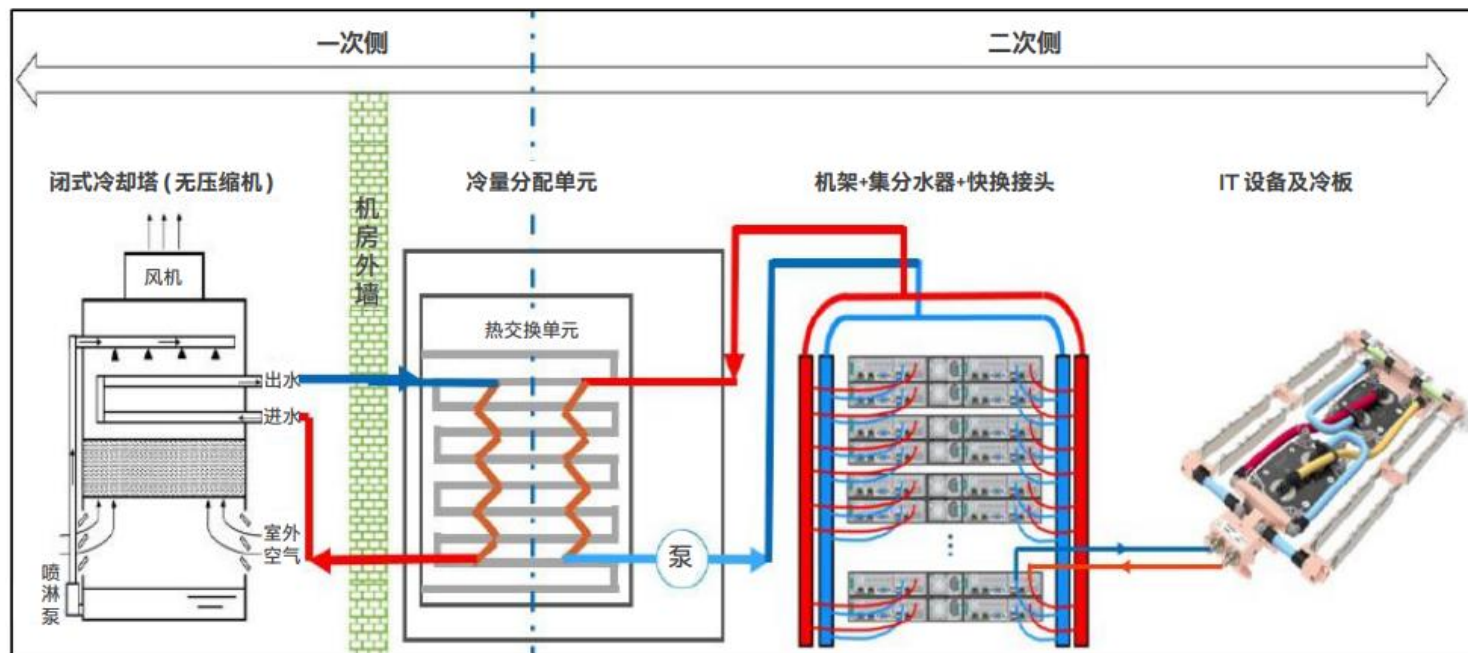 一次侧
二次侧
闭式冷却塔 ( 无压缩机 )
冷量分配单元
机架+集分水器+快换接头
IT 设备及冷板
机房外墙
风机
热交换单元
出水
进水
室外
空气
喷淋泵
泵